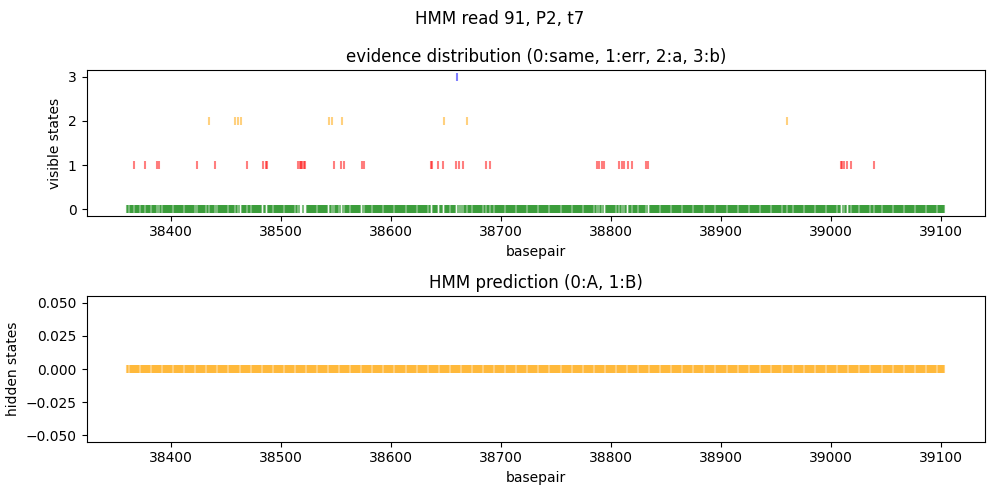 HMM read 91, P2, t7
evidence distribution (0:same, 1:err, 2:a, 3:b)
visible states
3
2
1
0
38400 38500 38600 38700 38800 38900 39000 39100
basepair
HMM prediction (0:A, 1:B)
hidden states
0.050
0.025
0.000
−0.025
−0.050
38400 38500 38600 38700 38800 38900 39000 39100
basepair